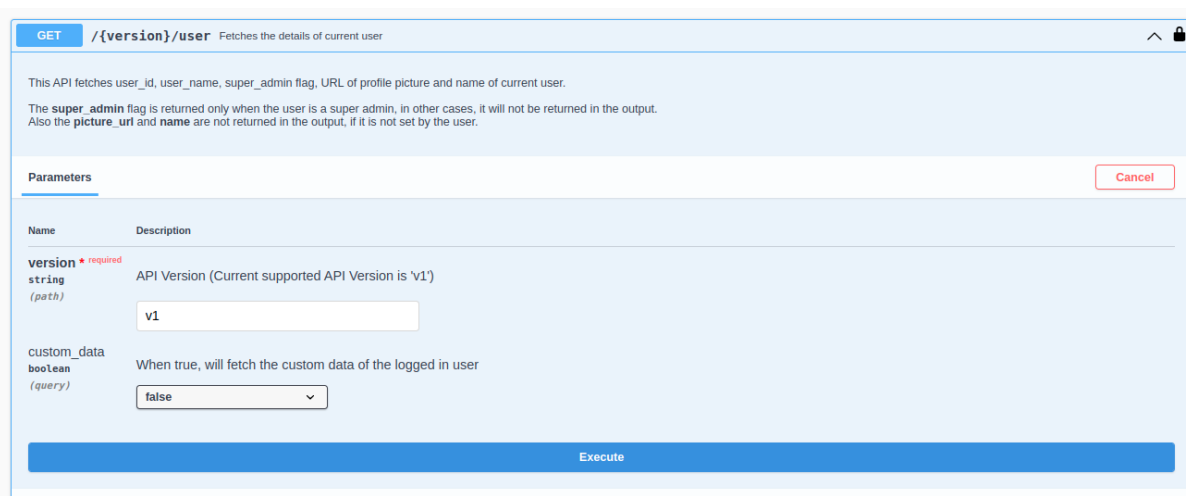 GET /{version}/user Fetches the details of current user
This API fetches user_id, user_name, super_admin flag, URL of profile picture and name of current user.
The super_admin flag is returned only when the user is a super admin, in other cases, it will not be returned in the output.
Also the picture_url and name are not returned in the output, if it is not set by the user.
Parameters
Cancel
Name Description
version * required
string
(path)
API Version (Current supported API Version is 'v1')
v1
custom_data
boolean
(query)
When true, will fetch the custom data of the logged in user
false
Execute